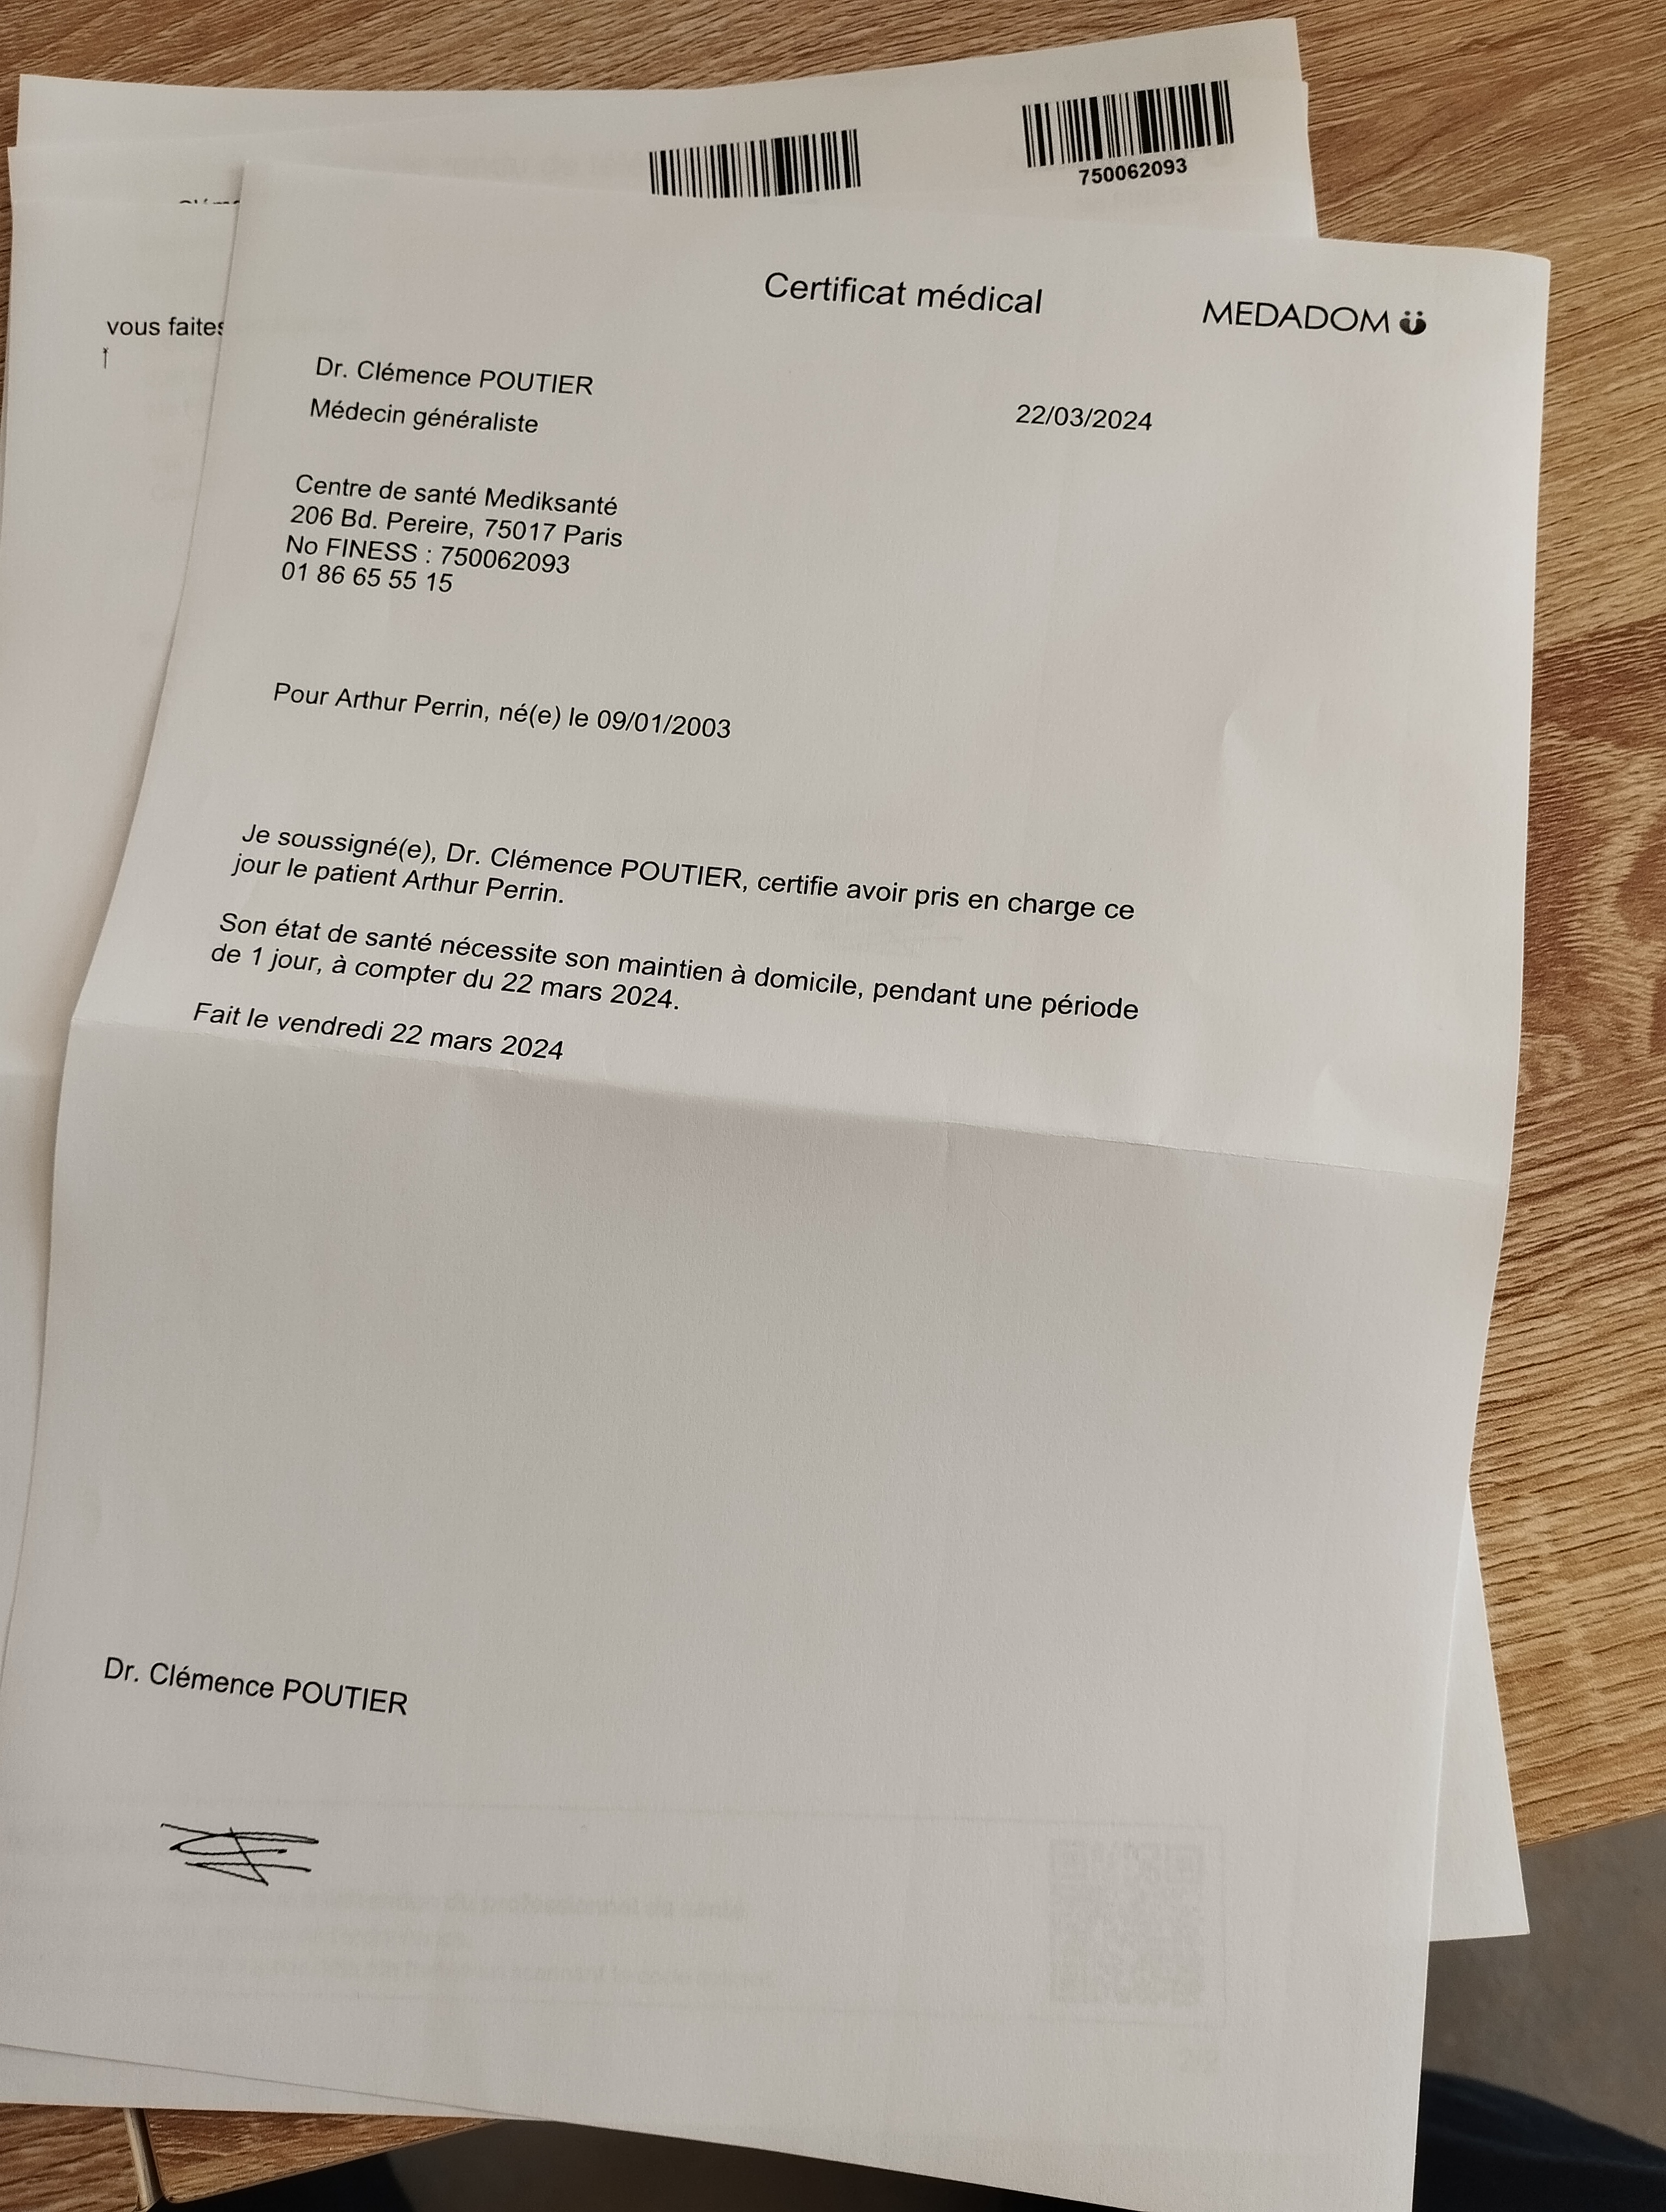 750062093
vous faites
Certificat médical
MEDADOM
Dr. Clémence POUTIER
Médecin généraliste
22/03/2024
Centre de santé Mediksanté
206 Bd. Pereire, 75017 Paris
No FINESS : 750062093
01 86 65 55 15
Pour Arthur Perrin, né(e) le 09/01/2003
Je soussigné(e), Dr. Clémence POUTIER, certifie avoir pris en charge ce
jour le patient Arthur Perrin.
Son état de santé nécessite son maintien à domicile, pendant une période
de 1 jour, à compter du 22 mars 2024.
Fait le vendredi 22 mars 2024
Dr. Clémence POUTIER